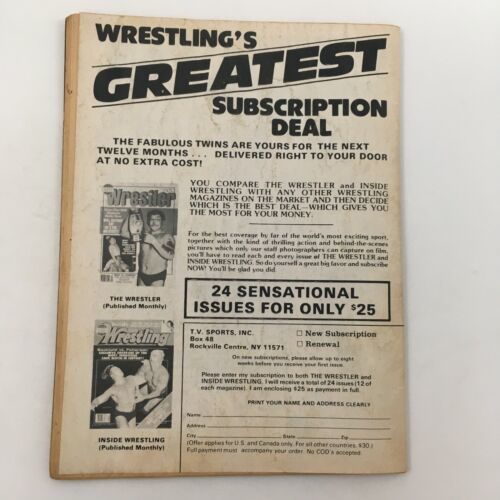 WRESTLING'S
GREATEST
SUBSCRIPTION
DEAL
THE FABULOUS TWINS ARE YOURS FOR THE NEXT
TWELVE MONTHS . . . DELIVERED RIGHT TO YOUR DOOR
AT NO EXTRA COST!
Wrestler
THE WRESTLER
(Published Monthly)
Wrestling
INSIDE WRESTLING
(Published Monthly)
YOU COMPARE THE WRESTLER and INSIDE
WRESTLING WITH ANY OTHER WRESTLING
MAGAZINES ON THE MARKET AND THEN DECIDE
WHICH IS THE BEST DEAL—WHICH GIVES YOU
THE MOST FOR YOUR MONEY.
For the best coverage by far of the world's most exciting sport,
together with the kind of thrilling action and behind-the-scenes
pictures which only our staff photographers can capture on film,
you'll have to read each and every issue of THE WRESTLER and
INSIDE WRESTLING. So do yourself a great big favor and subscribe
NOW! You'll be glad you did.
24 SENSATIONAL
ISSUES FOR ONLY $25
T.V. SPORTS, INC.
Box 48
Rockville Centre, NY 11571
□ New Subscription
□ Renewal
On new subscriptions, please allow up to eight
weeks before you receive your first issue.
Please enter my subscription to both THE WRESTLER and
INSIDE WRESTLING. I will receive a total of 24 issues (12 of
each magazine). I am enclosing $25 as payment in full.
PRINT YOUR NAME AND ADDRESS CLEARLY
Name
Address
City State Zip
(Offer applies for U.S. and Canada only. For all other countries, $30.)
Full payment must accompany your order. No COD's accepted.